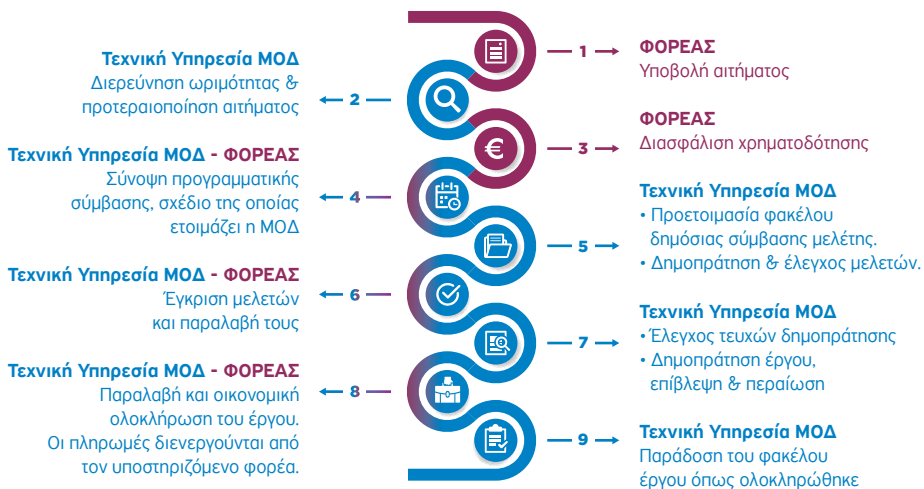 1
ΦΟΡΕΑΣ
Υποβολή αιτήματος
Τεχνική Υπηρεσία ΜΟΔ
Διερεύνηση ωριμότητας &
προτεραιοποίηση αιτήματος
2
3
ΦΟΡΕΑΣ
Διασφάλιση χρηματοδότησης
Τεχνική Υπηρεσία ΜΟΔ - ΦΟΡΕΑΣ
Σύνοψη προγραμματικής
σύμβασης, σχέδιο της οποίας
ετοιμάζει η ΜΟΔ
4
5
Τεχνική Υπηρεσία ΜΟΔ
• Προετοιμασία φακέλου
δημόσιας σύμβασης μελέτης.
• Δημοπράτηση & έλεγχος μελετών.
Τεχνική Υπηρεσία ΜΟΔ - ΦΟΡΕΑΣ
Έγκριση μελετών
και παραλαβή τους
6
7
Τεχνική Υπηρεσία ΜΟΔ
• Έλεγχος τευχών δημοπράτησης
• Δημοπράτηση έργου,
επίβλεψη & περαίωση
Τεχνική Υπηρεσία ΜΟΔ - ΦΟΡΕΑΣ
Παραλαβή και οικονομική
ολοκλήρωση του έργου.
Οι πληρωμές διενεργούνται από
τον υποστηριζόμενο φορέα.
8
9
Τεχνική Υπηρεσία ΜΟΔ
Παράδοση του φακέλου
έργου όπως ολοκληρώθηκε